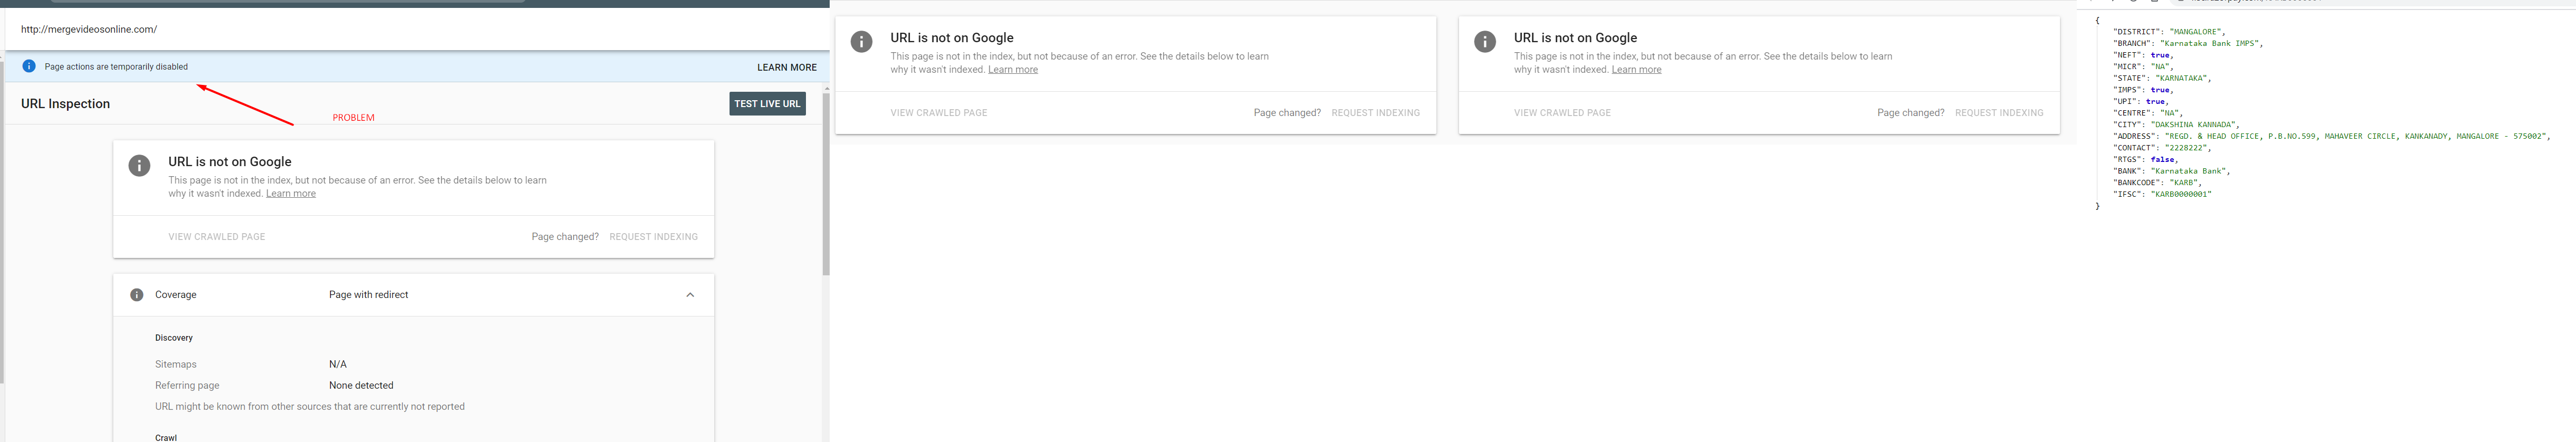 http://mergevideosonline.com/
Page actions are temporarily disabled
LEARN MORE
URL Inspection
TEST LIVE URL
PROBLEM
URL is not on Google
This page is not in the index, but not because of an error. See the details below to learn
why it wasn't indexed. Learn more
VIEW CRAWLED PAGE
Page changed?
REQUEST INDEXING
Coverage
Page with redirect
Discovery
Sitemaps
N/A
Referring page
None detected
URL might be known from other sources that are currently not reported
Crawl
URL is not on Google
This page is not in the index, but not because of an error. See the details below to learn
why it wasn't indexed. Learn more
VIEW CRAWLED PAGE
Page changed?
REQUEST INDEXING
URL is not on Google
This page is not in the index, but not because of an error. See the details below to learn
why it wasn't indexed. Learn more
VIEW CRAWLED PAGE
Page changed?
REQUEST INDEXING
{
"DISTRICT": "MANGALORE",
"BRANCH": "Karnataka Bank IMPS",
"NEFT": true,
"MICR": "NA",
"STATE": "KARNATAKA",
"IMPS": true,
"UPI": true,
"CENTRE": "NA",
"CITY": "DAKSHINA KANNADA",
"ADDRESS": "REGD. & HEAD OFFICE, P.B.NO.599, MAHAVEER CIRCLE, KANKANADY, MANGALORE - 575002",
"CONTACT": "2228222",
"RTGS": false,
"BANK": "Karnataka Bank",
"BANKCODE": "KARB",
"IFSC": "KARB0000001"
}